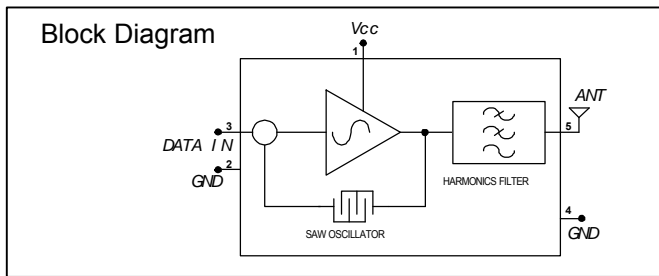 Block Diagram
Vcc
1
ANT
3
5
DATA IN
2
GND
HARMONICS FILTER
4
GND
SAW OSCILLATOR